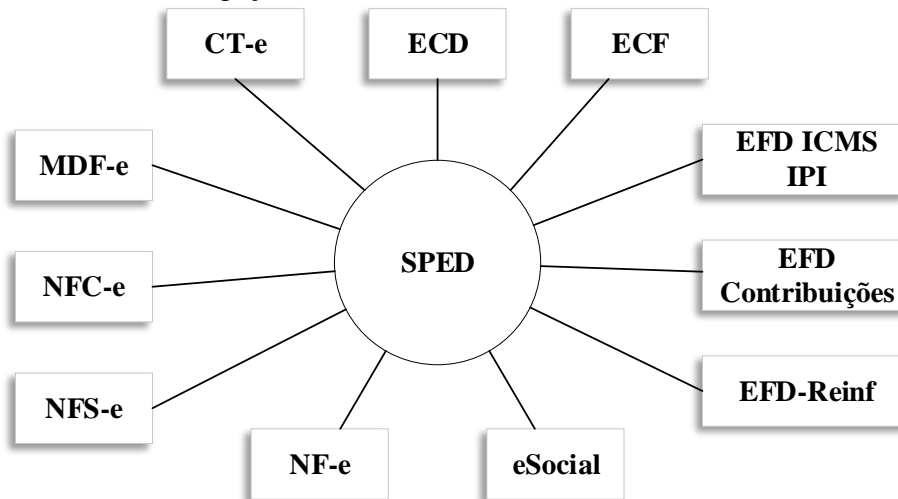 CT-e
ECD
ECF
MDF-e
EFD ICMS
IPI
SPED
NFC-e
EFD
Contribuições
NFS-e
EFD-Reinf
NF-e
eSocial